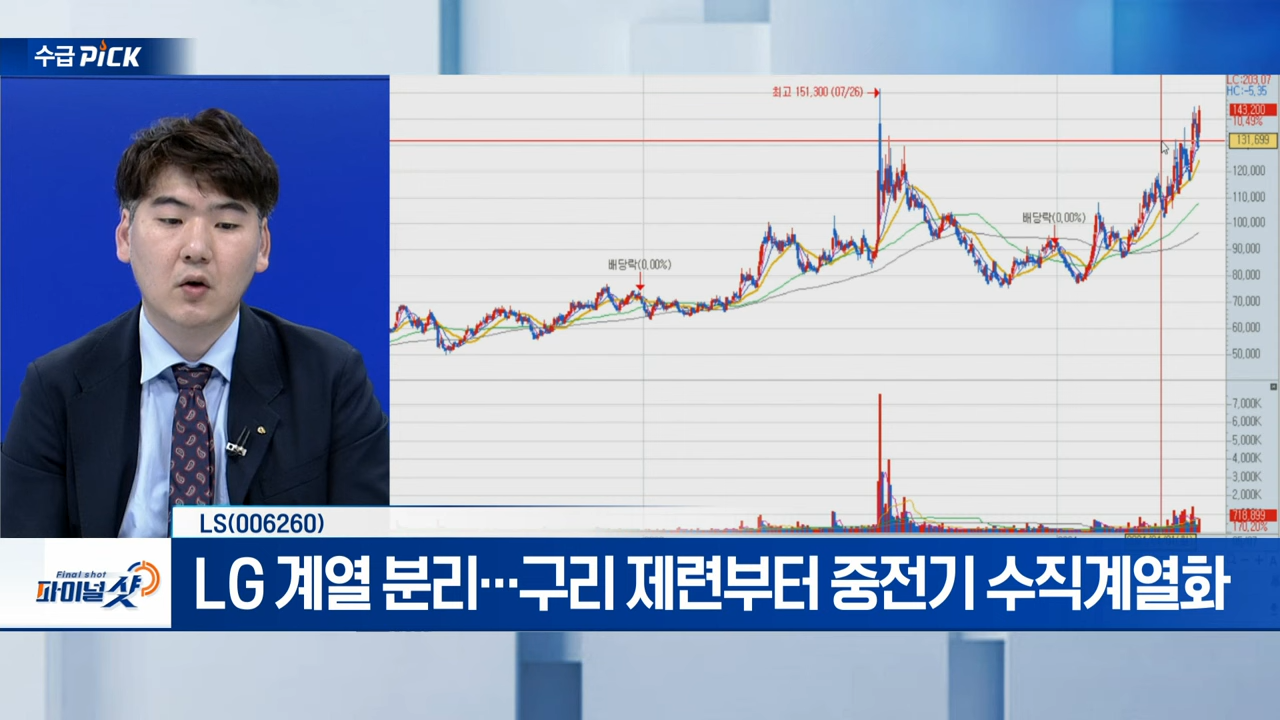 수급 PICK
LC:203.07
HC:-5.35
최고 151,300 (07/26)
143,200
10.49%
131,699
120,000
110,000
100,000
90,000
80,000
70,000
60,000
50,000
배당락(0.00%)
배당락(0.00%)
7,000K
6,000K
5,000K
4,000K
3,000K
2,000K
718,899
170.20%
LS(006260)
Final shot
파이널 샷
LG 계열 분리…구리 제련부터 중전기 수직계열화